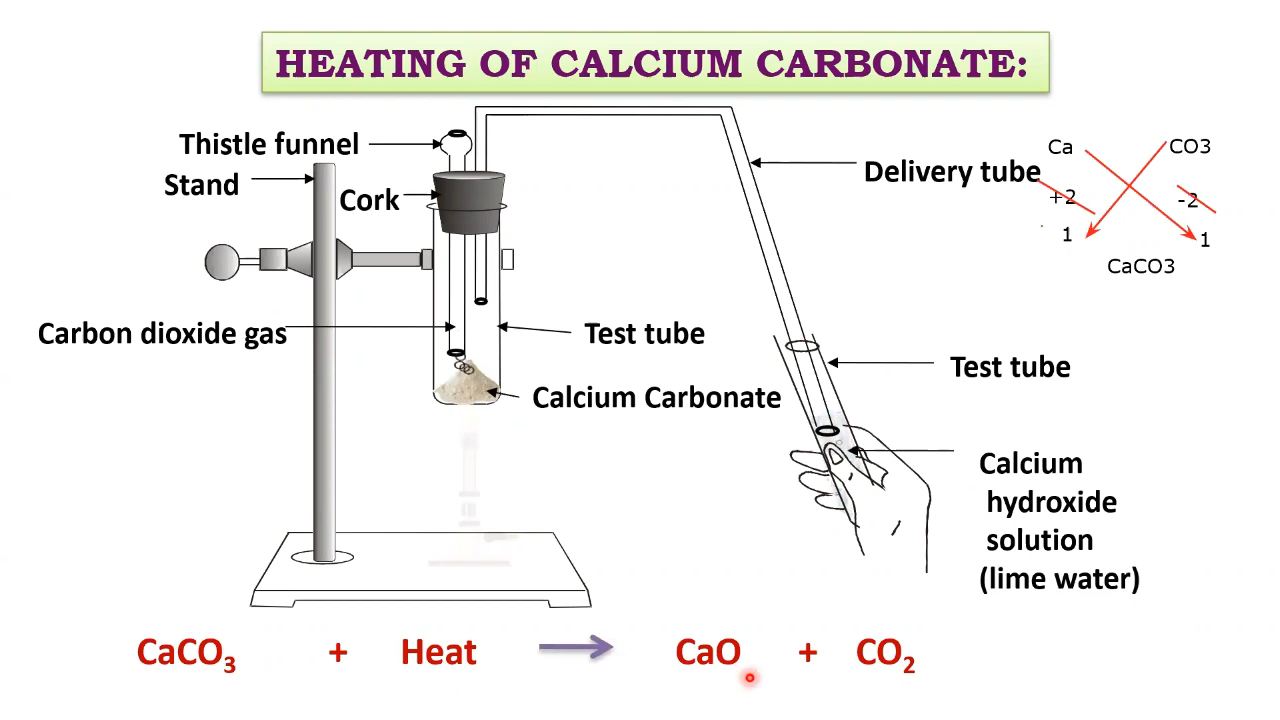 HEATING OF CALCIUM CARBONATE:
Thistle funnel
Stand
Cork
Delivery tube
Ca CO3
+2 -2
1 1
CaCO3
Carbon dioxide gas
Test tube
Test tube
Calcium Carbonate
Calcium
hydroxide
solution
(lime water)
CaCO₃ + Heat → CaO + CO₂